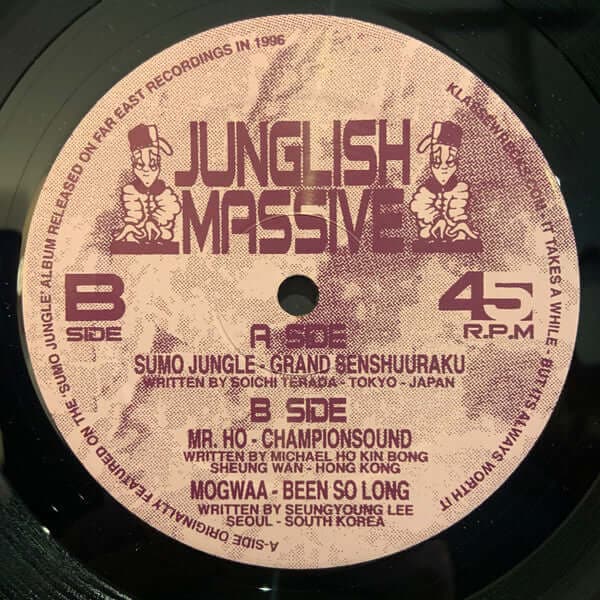 JUNGLISH
MASSIVE
B
SIDE
45
R.P.M
A SIDE
SUMO JUNGLE - GRAND SENSHUURAKU
WRITTEN BY SOICHI TERADA - TOKYO - JAPAN
B SIDE
MR. HO - CHAMPIONSOUND
WRITTEN BY MICHAEL HO KIN BONG
SHEUNG WAN - HONG KONG
MOGWAA - BEEN SO LONG
WRITTEN BY SEUNGYOUNG LEE
SEOUL - SOUTH KOREA
A-SIDE ORIGINALLY FEATURED ON THE 'SUMO JUNGLE' ALBUM RELEASED ON FAR EAST RECORDINGS IN 1996
KLASSEWRECKS.COM - IT TAKES A WHILE - BUT ITS ALWAYS WORTH IT